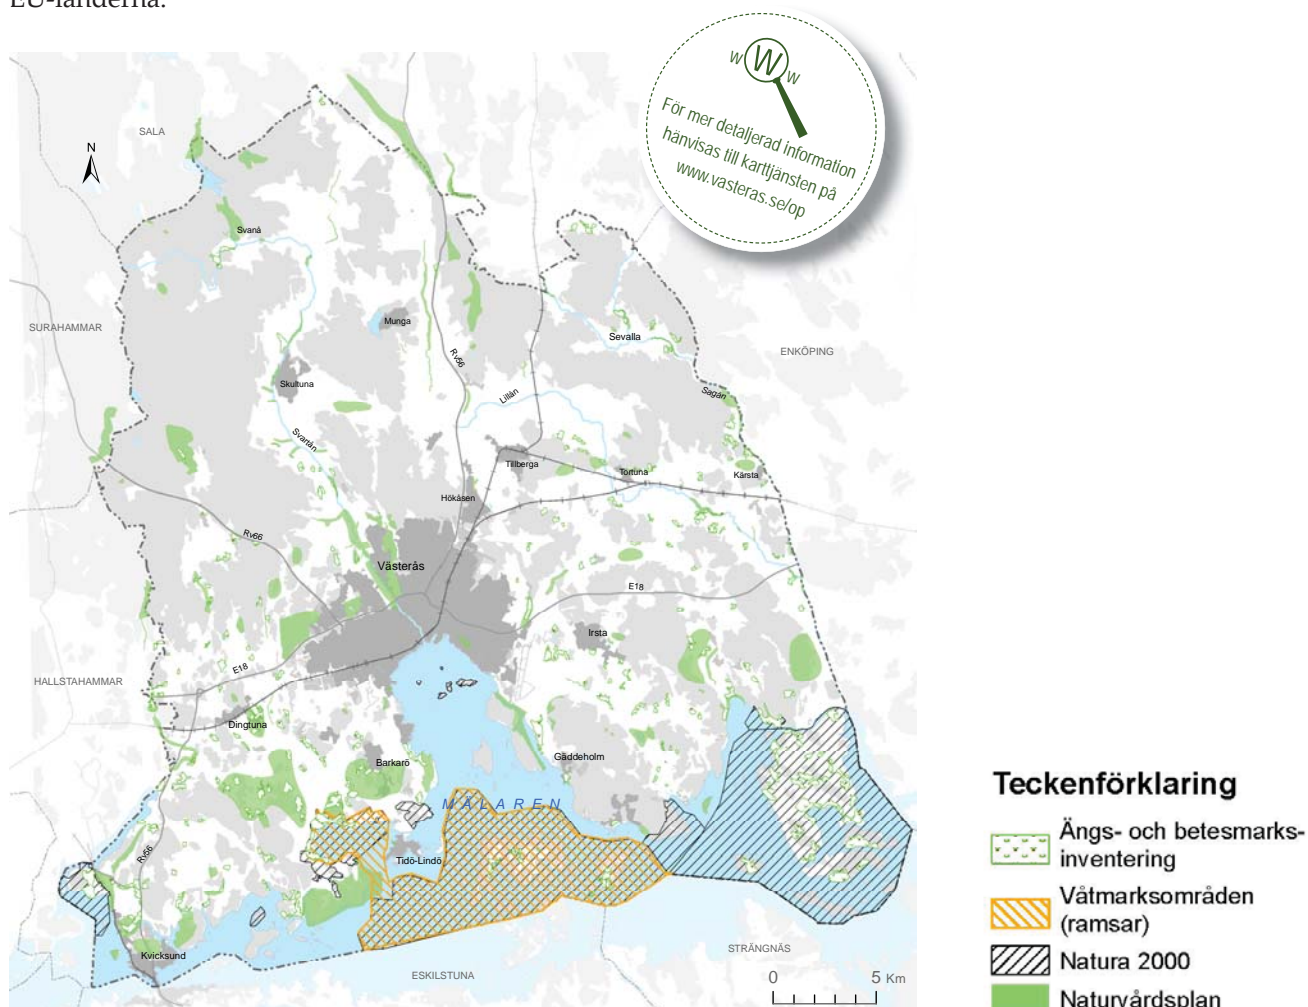 EU-länderna.
W W W
För mer detaljerad information
hänvisas till karttjänsten på
www.vasteras.se/op
SALA
N
Svanå
SURAHAMMAR
Munga
Sevalla
ENKÖPING
Rv56
Skultuna
Sagån
Lillån
Svartån
Tillberga
Tortuna
Kärsta
Hökåsen
Rv66
Västerås
E18
Irsta
E18
HALLSTAHAMMAR
Dingtuna
Gäddeholm
Barkarö
MÄLAREN
Rv56
Tidö-Lindö
Kvicksund
STRÄNGNÄS
ESKILSTUNA
0 5 Km
Teckenförklaring
Ängs- och betesmarks-
inventering
Våtmarksområden
(ramsar)
Natura 2000
Naturvårdsplan